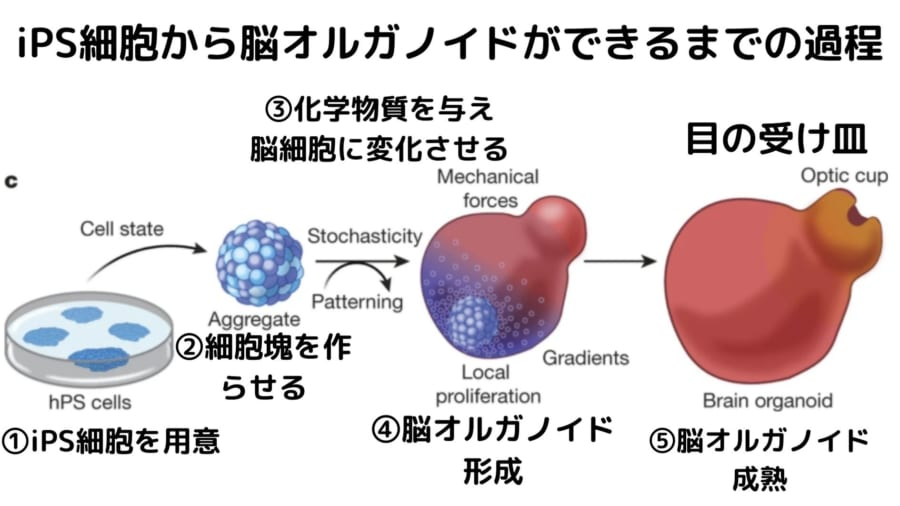 iPS細胞から脳オルガノイドができるまでの過程
③化学物質を与え
脳細胞に変化させる
目の受け皿
c
Mechanical
forces
Optic cup
Cell state
Stochasticity
Patterning
Aggregate
②細胞塊を作
らせる
Gradients
Local
proliferation
hPS cells
Brain organoid
①iPS細胞を用意
④脳オルガノイド
形成
⑤脳オルガノイド
成熟